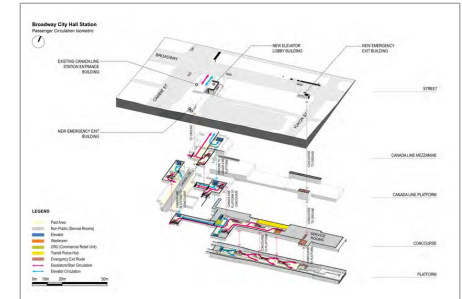 Broadway City Hall Station
Passenger Circulation Isometric
NEW ELEVATOR
LOBBY BUILDING
NEW EMERGENCY
EXIT BUILDING
BROADWAY
EXISTING CANADA LINE
STATION ENTRANCE
BUILDING
CAMBIE ST
YUKON ST
STREET
NEW EMERGENCY EXIT
BUILDING
CANADA LINE MEZZANINE
CANADA LINE PLATFORM
SERVICE
ROOMS
CONCOURSE
PLATFORM
LEGEND
Paid Area
Non-Public (Service Rooms)
Elevator
Washroom
CRU (Commercial Retail Unit)
Transit Police Hub
Emergency Exit Route
Escalator/Stair Circulation
Elevator Circulation
0m 10m 20m 50m